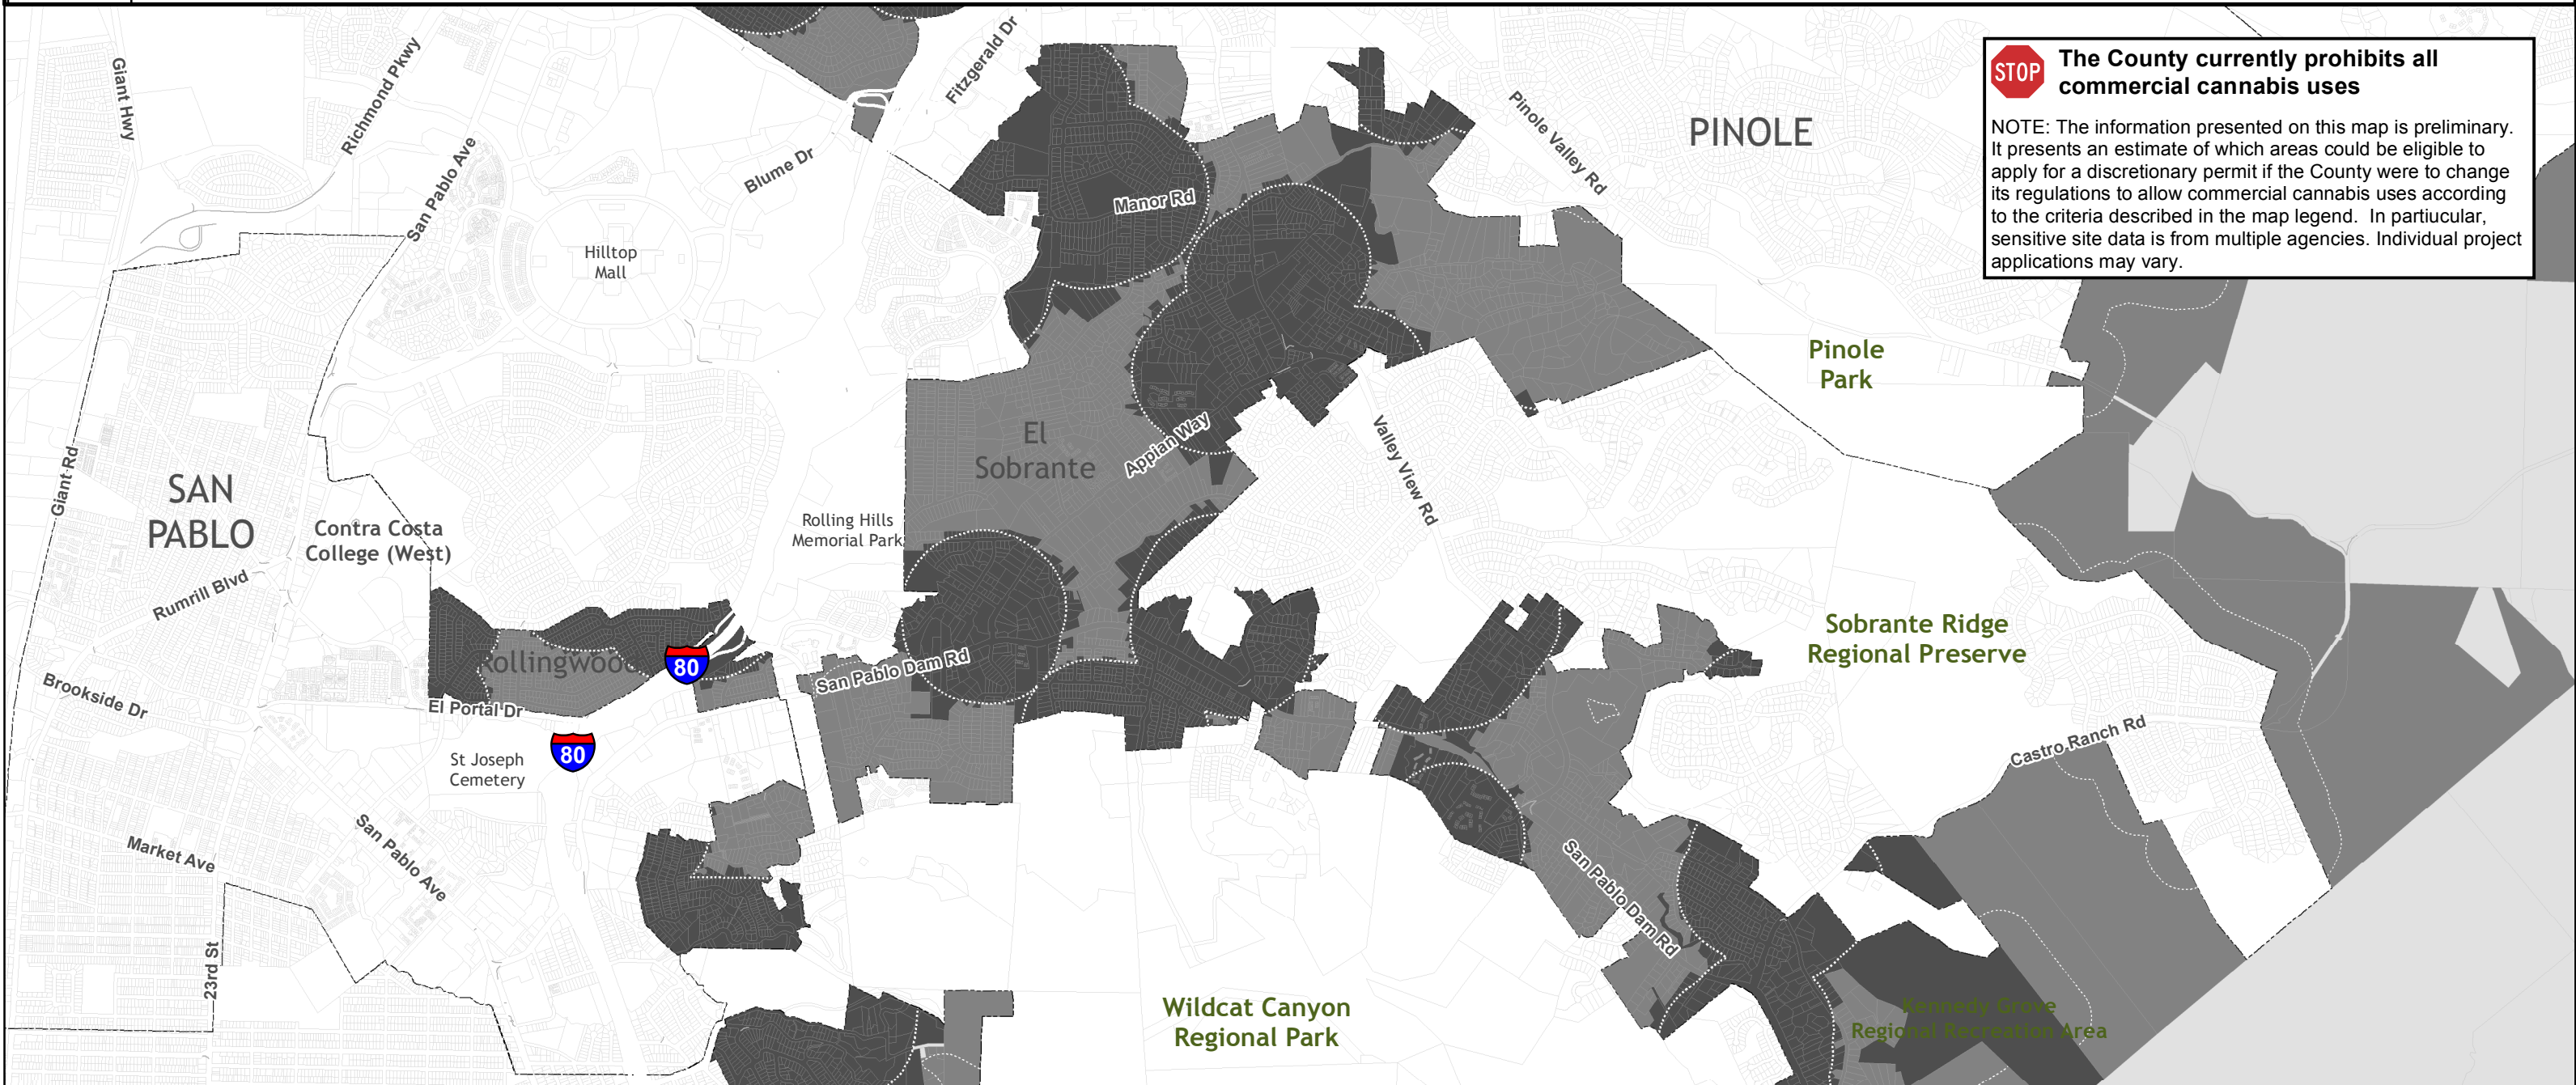 STOP
The County currently prohibits all
commercial cannabis uses
NOTE: The information presented on this map is preliminary.
It presents an estimate of which areas could be eligible to
apply for a discretionary permit if the County were to change
its regulations to allow commercial cannabis uses according
to the criteria described in the map legend. In partiucular,
sensitive site data is from multiple agencies. Individual project
applications may vary.
Giant Hwy
Richmond Pkwy
San Pablo Ave
Fitzgerald Dr
Blume Dr
Hilltop
Mall
Manor Rd
Pinole Valley Rd
PINOLE
Pinole
Park
Giant Rd
SAN
PABLO
Contra Costa
College (West)
Rumrill Blvd
Rolling Hills
Memorial Park
El
Sobrante
Appian Way
Valley View Rd
Sobrante Ridge
Regional Preserve
Rollingwood
80
San Pablo Dam Rd
Brookside Dr
El Portal Dr
80
St Joseph
Cemetery
Castro Ranch Rd
Market Ave
San Pablo Ave
San Pablo Dam Rd
23rd St
Wildcat Canyon
Regional Park
Kennedy Grove
Regional Recreation Area